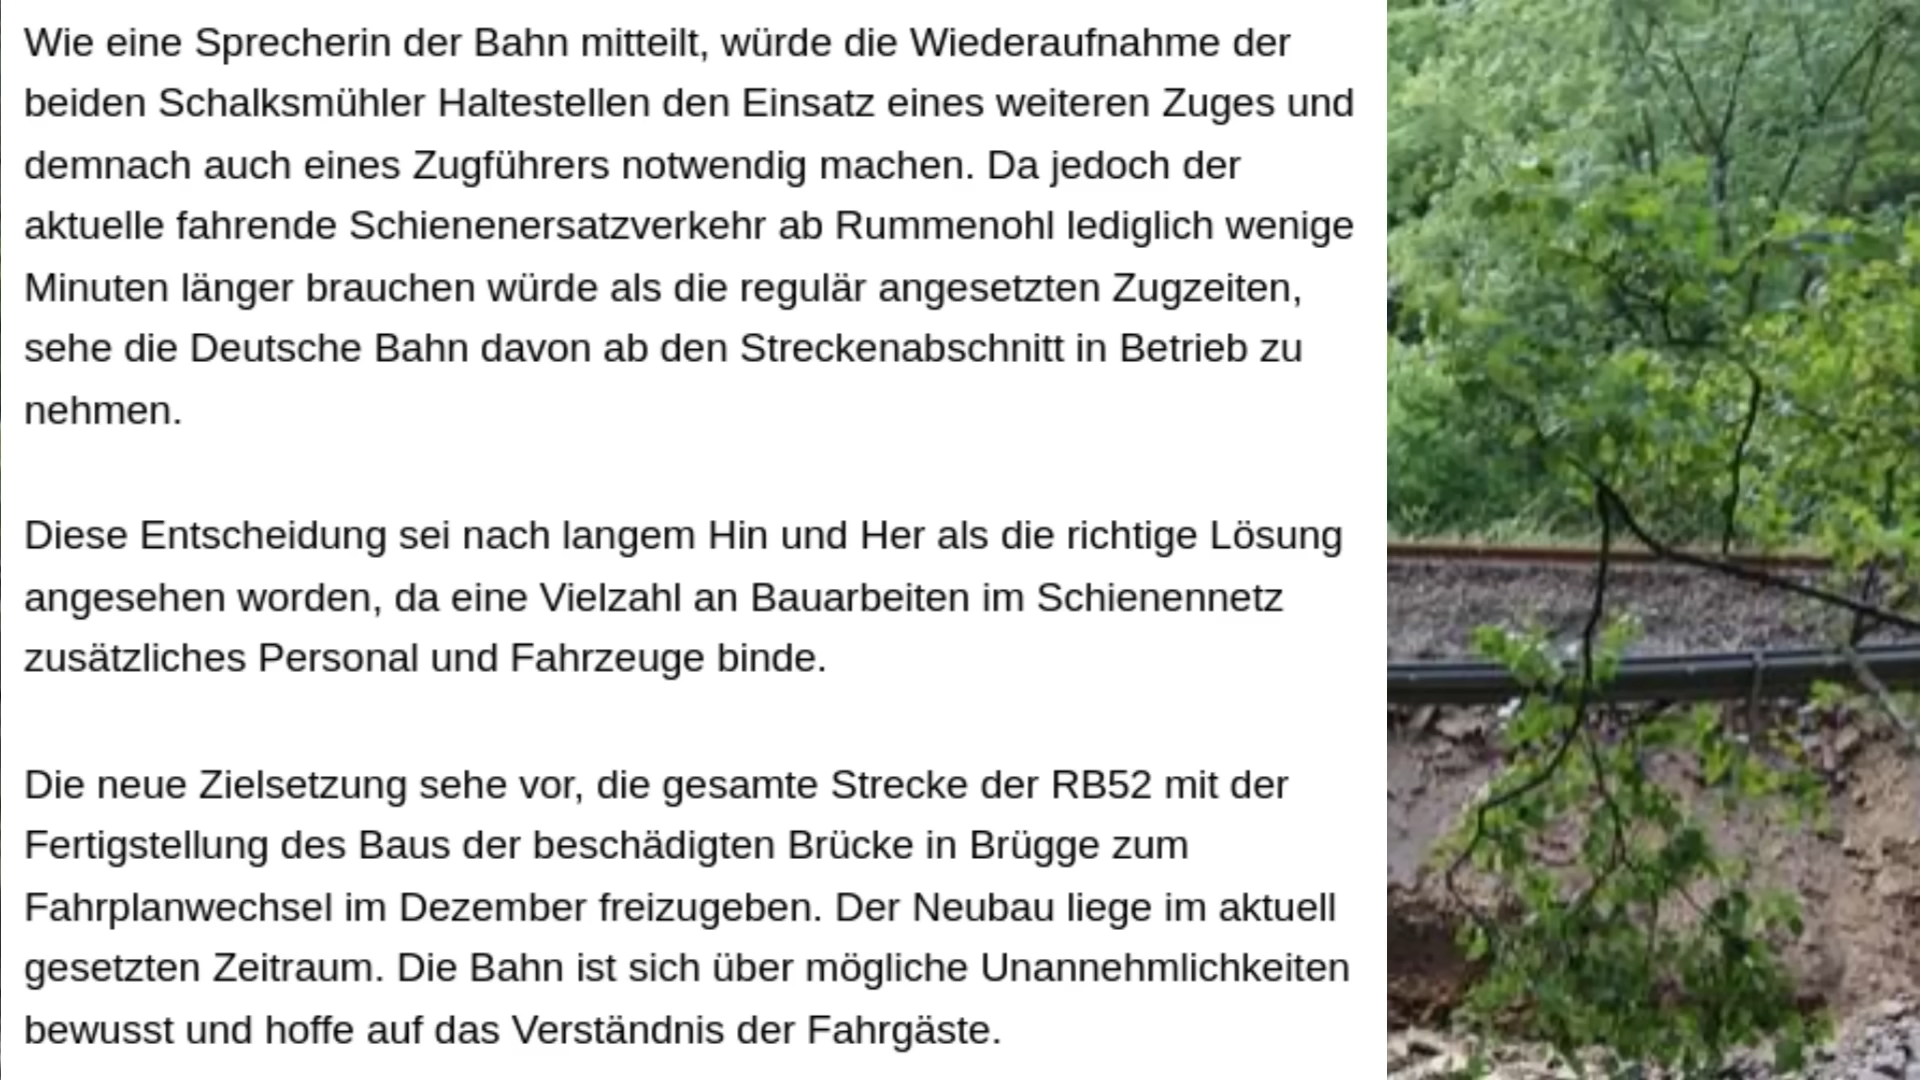 Wie eine Sprecherin der Bahn mitteilt, würde die Wiederaufnahme der
beiden Schalksmühler Haltestellen den Einsatz eines weiteren Zuges und
demnach auch eines Zugführers notwendig machen. Da jedoch der
aktuelle fahrende Schienenersatzverkehr ab Rummenohl lediglich wenige
Minuten länger brauchen würde als die regulär angesetzten Zugzeiten,
sehe die Deutsche Bahn davon ab den Streckenabschnitt in Betrieb zu
nehmen.
Diese Entscheidung sei nach langem Hin und Her als die richtige Lösung
angesehen worden, da eine Vielzahl an Bauarbeiten im Schienennetz
zusätzliches Personal und Fahrzeuge binde.
Die neue Zielsetzung sehe vor, die gesamte Strecke der RB52 mit der
Fertigstellung des Baus der beschädigten Brücke in Brügge zum
Fahrplanwechsel im Dezember freizugeben. Der Neubau liege im aktuell
gesetzten Zeitraum. Die Bahn ist sich über mögliche Unannehmlichkeiten
bewusst und hoffe auf das Verständnis der Fahrgäste.